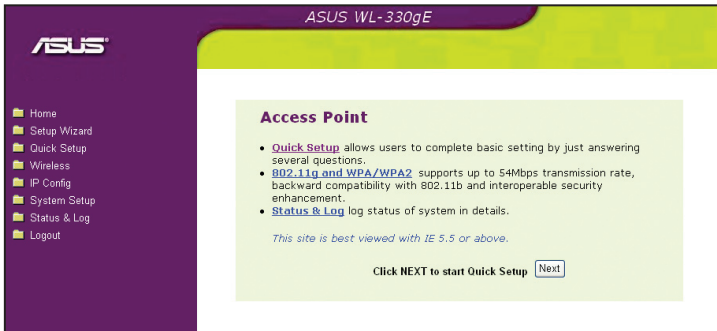 ASUS WL-330gE
ASUS
Home
Setup Wizard
Quick Setup
Wireless
IP Config
System Setup
Status & Log
Logout
Access Point
• Quick Setup allows users to complete basic setting by just answering
several questions.
• 802.11g and WPA/WPA2 supports up to 54Mbps transmission rate,
backward compatibility with 802.11b and interoperable security
enhancement.
• Status & Log log status of system in details.
This site is best viewed with IE 5.5 or above.
Click NEXT to start Quick Setup Next